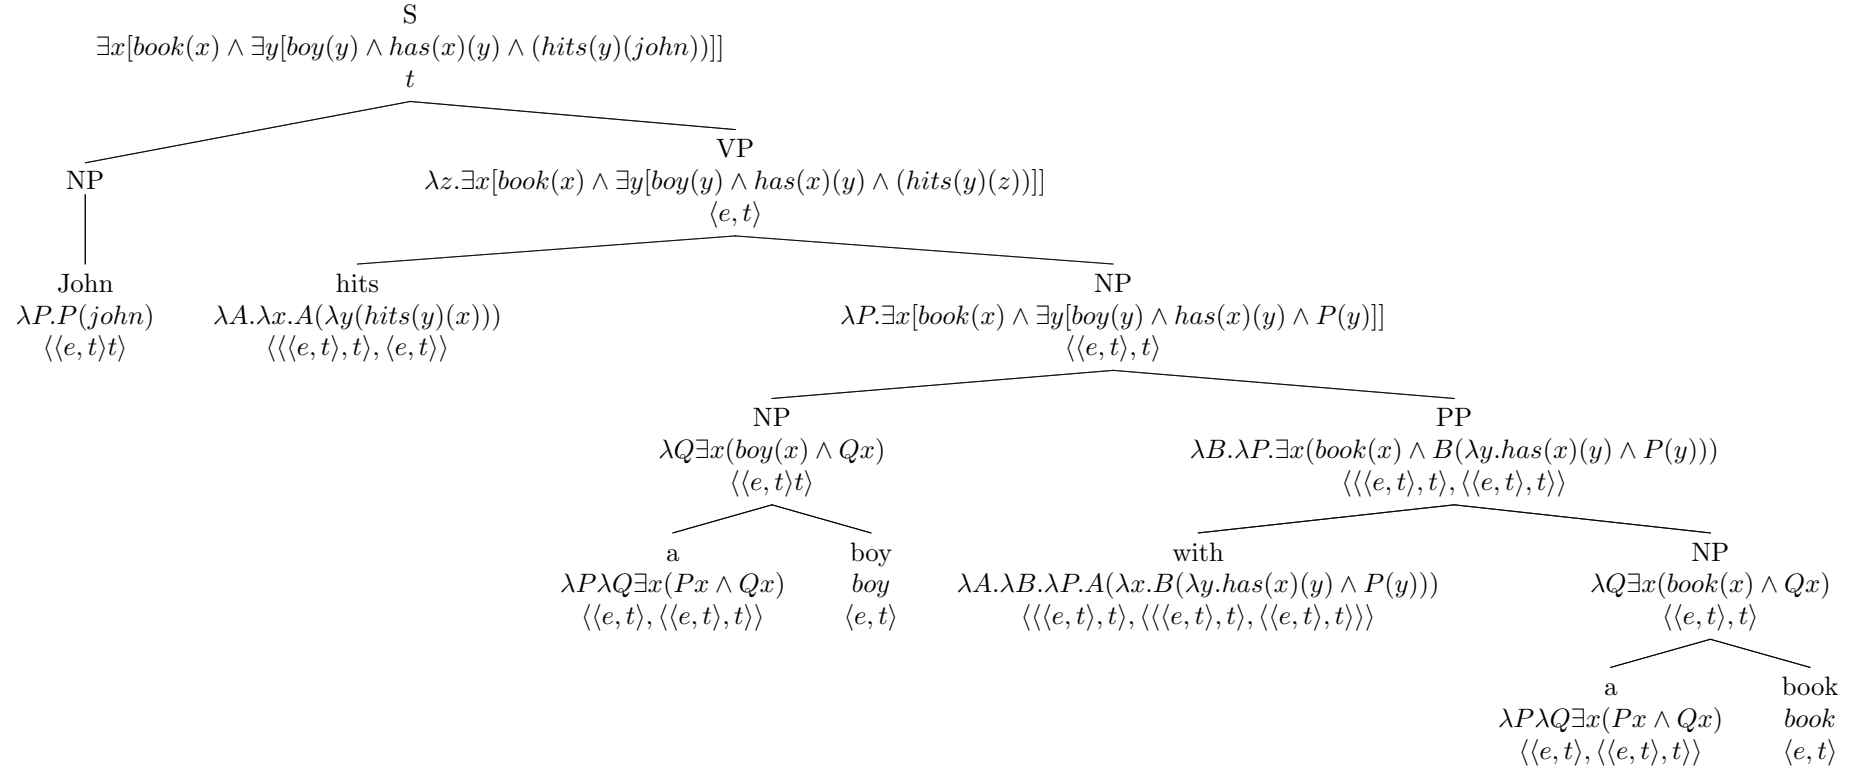 S
∃x[book(x) ∧ ∃y[boy(y) ∧ has(x)(y) ∧ (hits(y)(john))]]
t
NP
VP
λz.∃x[book(x) ∧ ∃y[boy(y) ∧ has(x)(y) ∧ (hits(y)(z))]]
⟨e, t⟩
John
λP.P(john)
⟨⟨e, t⟩t⟩
hits
λA.λx.A(λy(hits(y)(x)))
⟨⟨⟨e, t⟩, t⟩, ⟨e, t⟩⟩
NP
λP.∃x[book(x) ∧ ∃y[boy(y) ∧ has(x)(y) ∧ P(y)]]
⟨⟨e, t⟩, t⟩
NP
λQ∃x(boy(x) ∧ Qx)
⟨⟨e, t⟩t⟩
PP
λB.λP.∃x(book(x) ∧ B(λy.has(x)(y) ∧ P(y)))
⟨⟨⟨e, t⟩, t⟩, ⟨⟨e, t⟩, t⟩⟩
a
λPλQ∃x(Px ∧ Qx)
⟨⟨e, t⟩, ⟨⟨e, t⟩, t⟩⟩
boy
boy
⟨e, t⟩
with
λA.λB.λP.A(λx.B(λy.has(x)(y) ∧ P(y)))
⟨⟨⟨e, t⟩, t⟩, ⟨⟨⟨e, t⟩, t⟩, ⟨⟨e, t⟩, t⟩⟩⟩
NP
λQ∃x(book(x) ∧ Qx)
⟨⟨e, t⟩, t⟩
a
λPλQ∃x(Px ∧ Qx)
⟨⟨e, t⟩, ⟨⟨e, t⟩, t⟩⟩
book
book
⟨e, t⟩